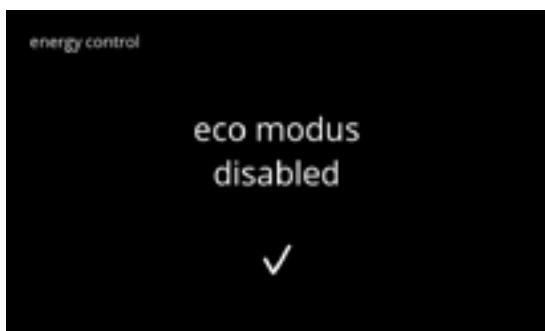 energy control
eco modus
disabled